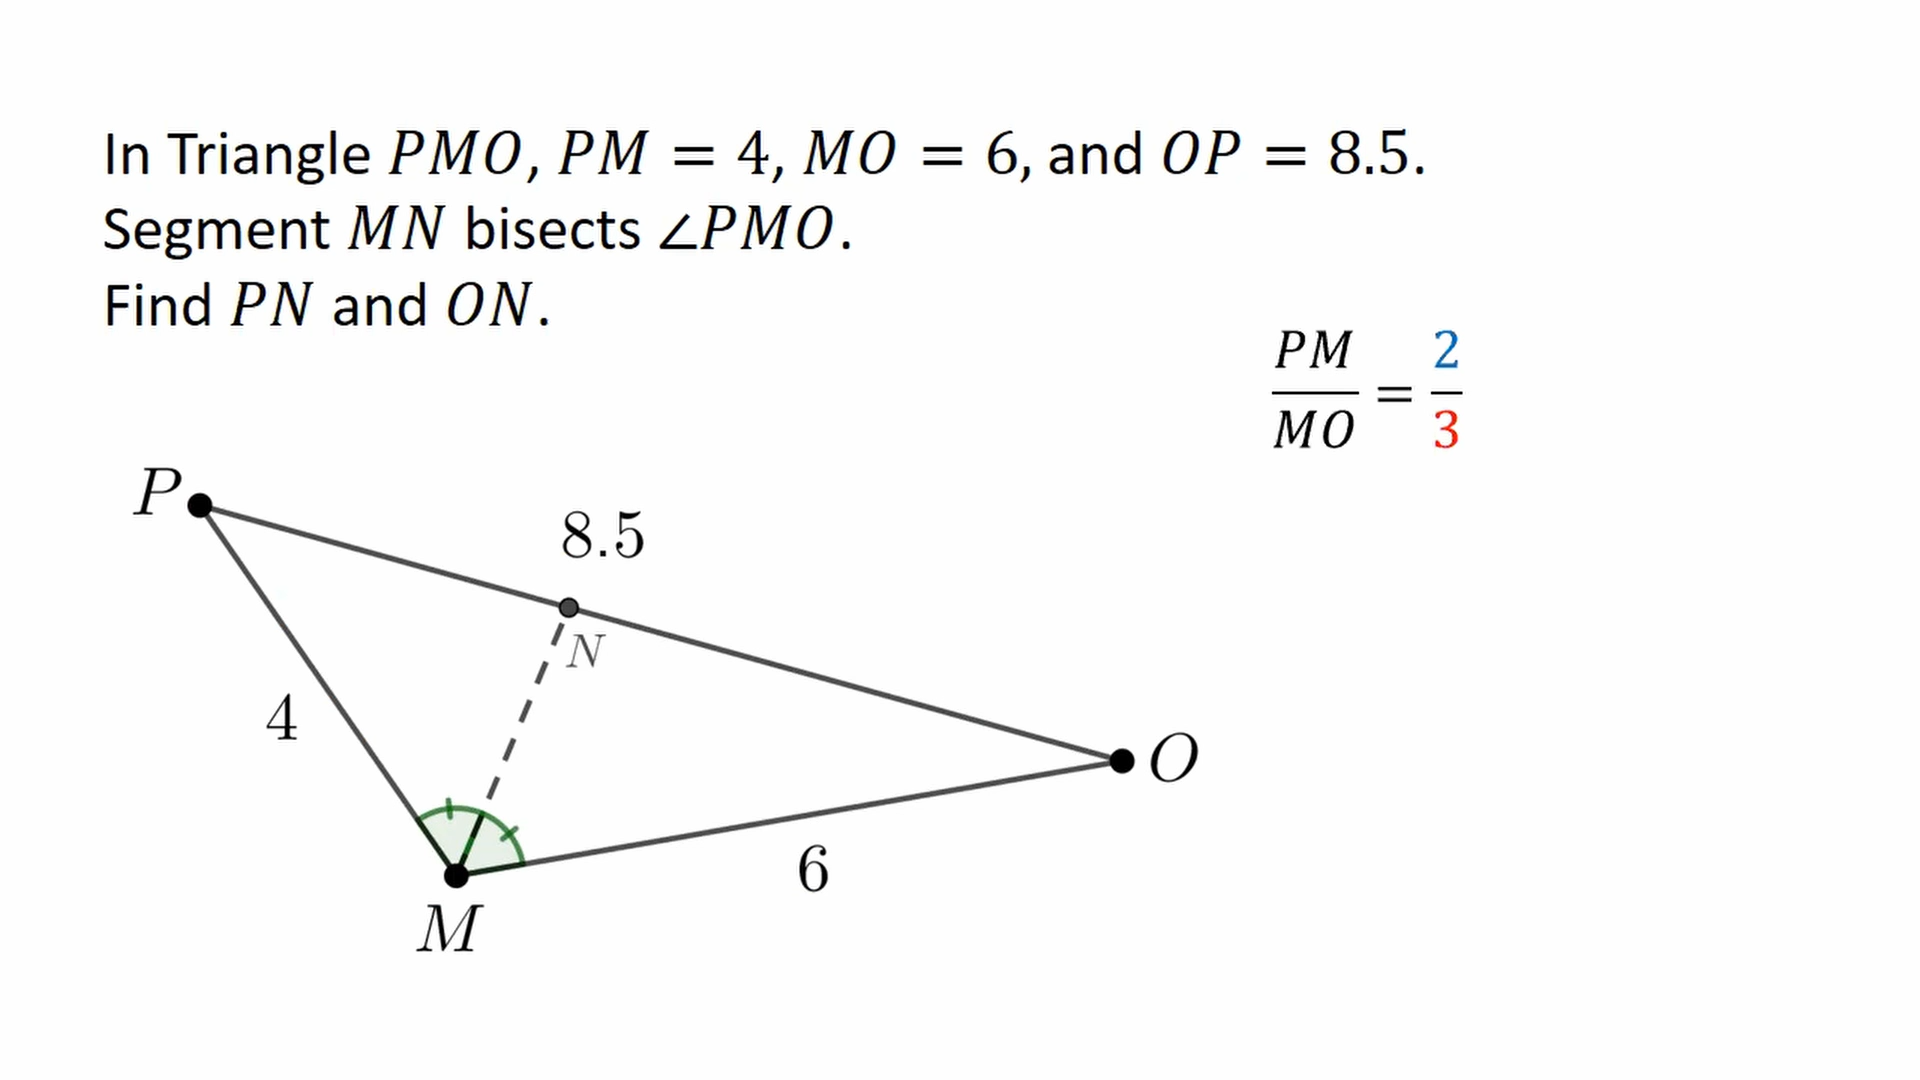 In Triangle PMO, PM = 4, MO = 6, and OP = 8.5.
Segment MN bisects ∠PMO.
Find PN and ON.
PM/MO = 2/3
P
8.5
N
4
O
6
M